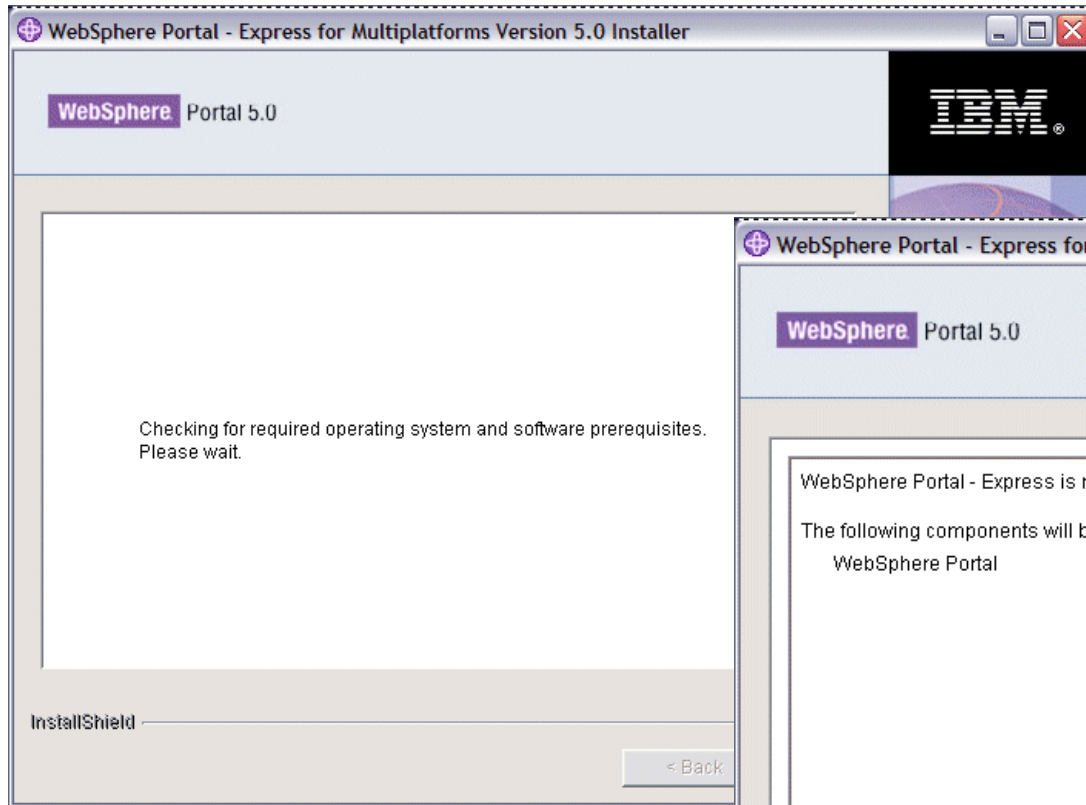 WebSphere Portal - Express for Multiplatforms Version 5.0 Installer
WebSphere Portal 5.0
IBM®
Checking for required operating system and software prerequisites.
Please wait.
InstallShield
< Back
WebSphere Portal - Express for
WebSphere Portal 5.0
WebSphere Portal - Express is
The following components will
WebSphere Portal